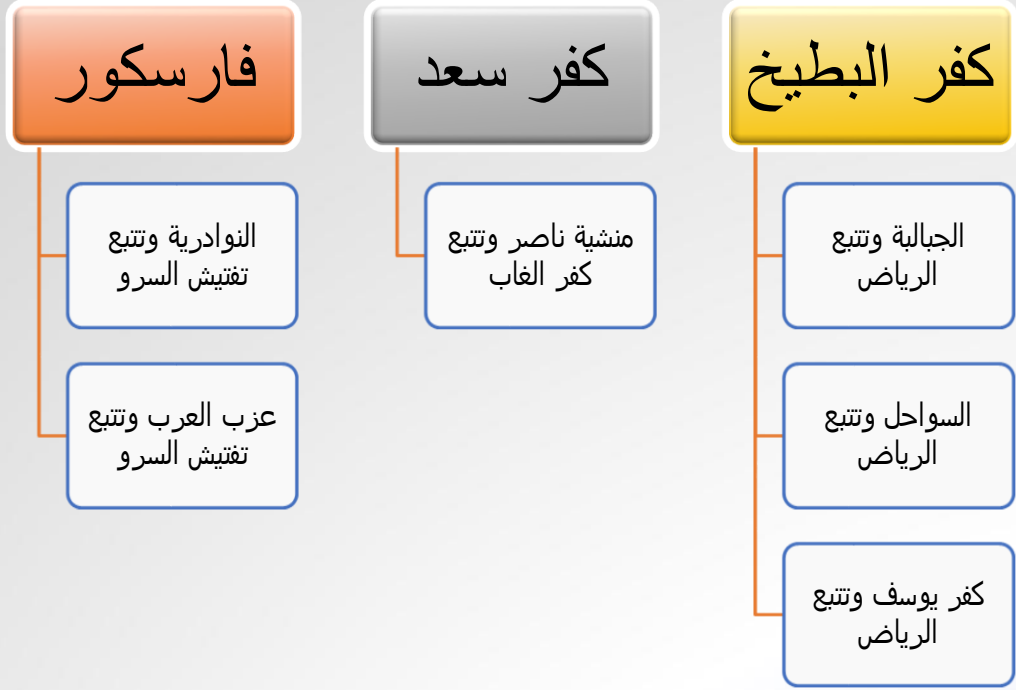 كفر البطيخ
الجبالبة وتتبع
الرياض
السواحل وتتبع
الرياض
كفر يوسف وتتبع
الرياض
كفر سعد
منشية ناصر وتتبع
كفر الغاب
فارسكور
النوادرية وتتبع
تفتيش السرو
عزب العرب وتتبع
تفتيش السرو